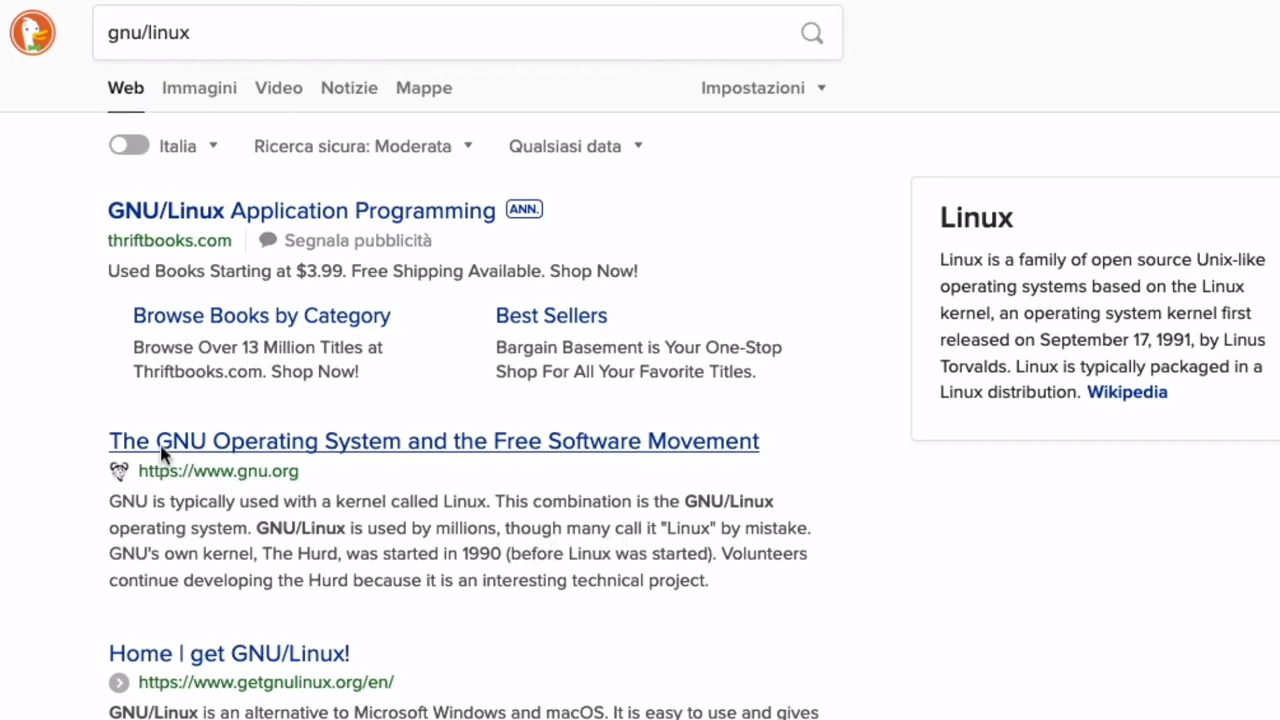 gnu/linux
Web Immagini Video Notizie Mappe Impostazioni
Italia Ricerca sicura: Moderata Qualsiasi data
GNU/Linux Application Programming ANN.
thriftbooks.com Segnala pubblicità
Used Books Starting at $3.99. Free Shipping Available. Shop Now!
Browse Books by Category
Browse Over 13 Million Titles at
Thriftbooks.com. Shop Now!
Best Sellers
Bargain Basement is Your One-Stop
Shop For All Your Favorite Titles.
The GNU Operating System and the Free Software Movement
https://www.gnu.org
GNU is typically used with a kernel called Linux. This combination is the GNU/Linux
operating system. GNU/Linux is used by millions, though many call it "Linux" by mistake.
GNU's own kernel, The Hurd, was started in 1990 (before Linux was started). Volunteers
continue developing the Hurd because it is an interesting technical project.
Home | get GNU/Linux!
https://www.getgnulinux.org/en/
GNU/Linux is an alternative to Microsoft Windows and macOS. It is easy to use and gives
Linux
Linux is a family of open source Unix-like
operating systems based on the Linux
kernel, an operating system kernel first
released on September 17, 1991, by Linus
Torvalds. Linux is typically packaged in a
Linux distribution. Wikipedia